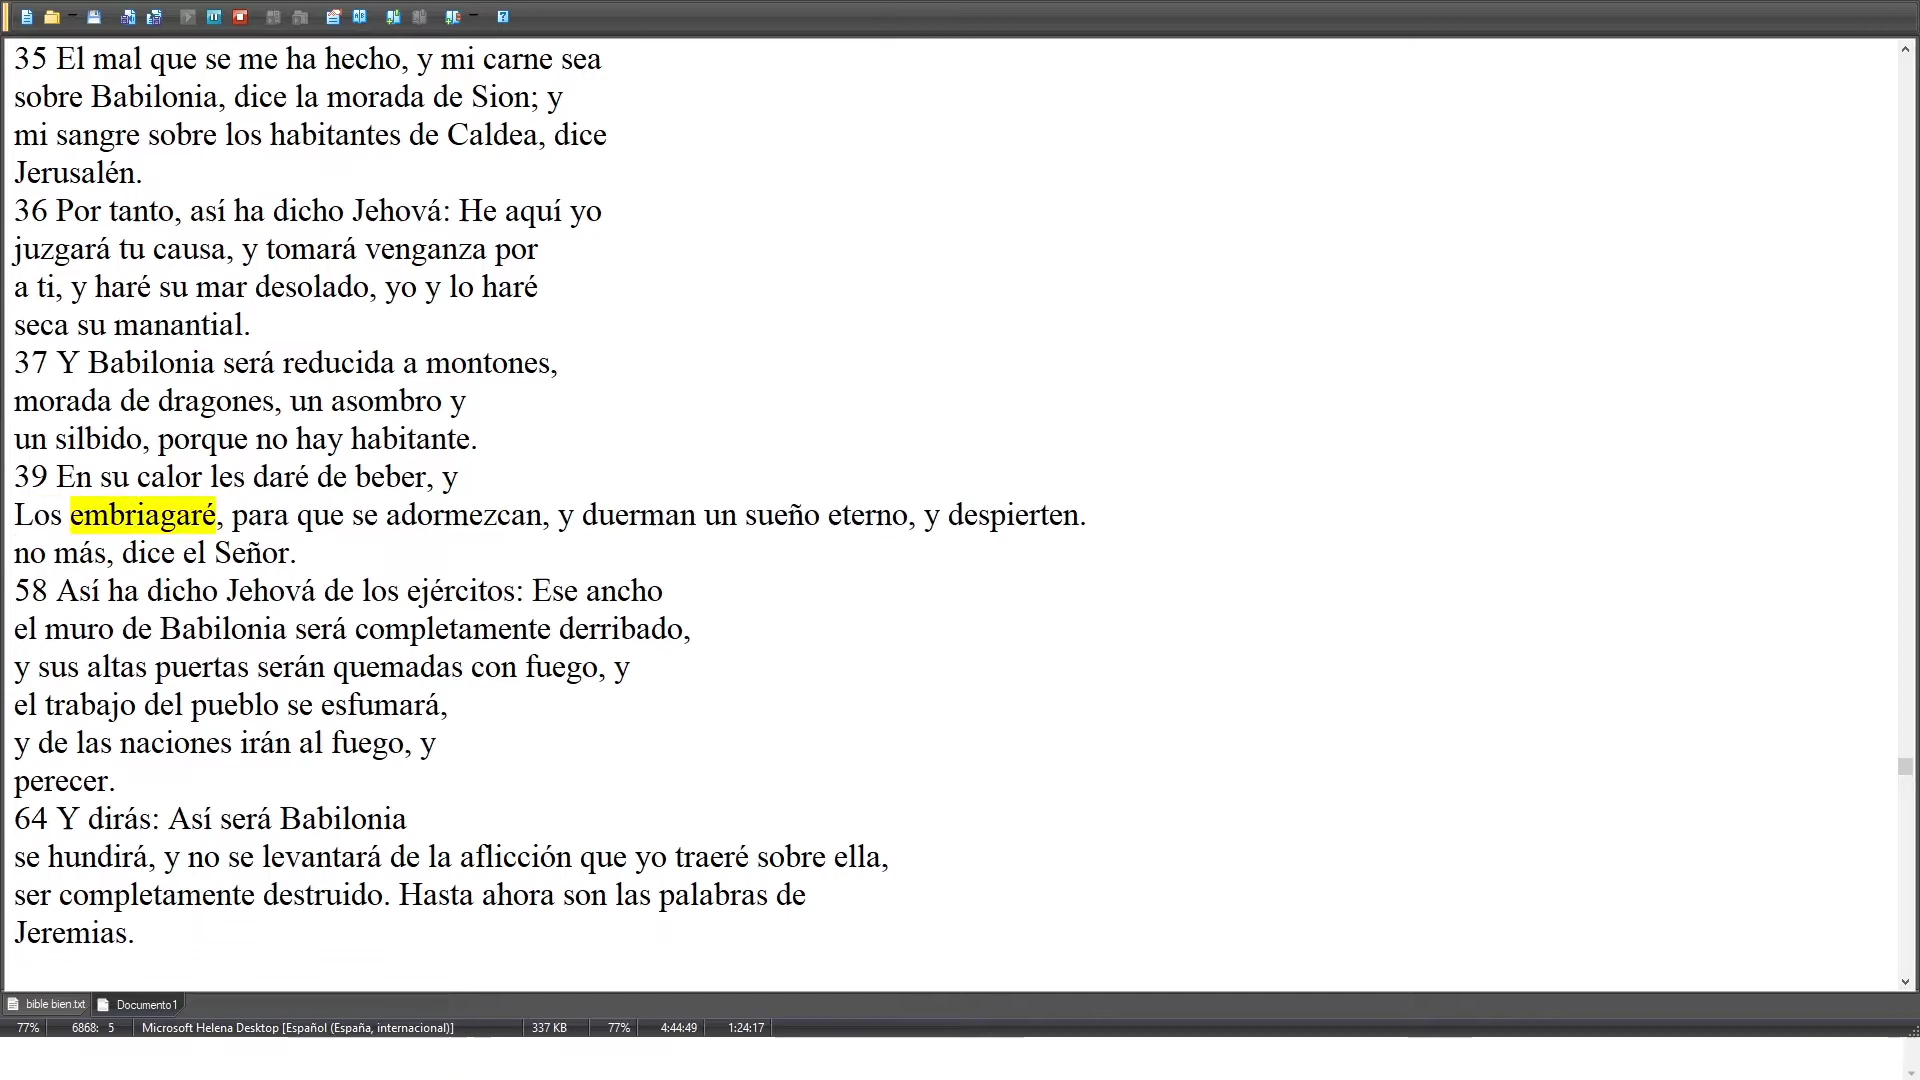 35 El mal que se me ha hecho, y mi carne sea
sobre Babilonia, dice la morada de Sion; y
mi sangre sobre los habitantes de Caldea, dice
Jerusalén.
36 Por tanto, así ha dicho Jehová: He aquí yo
juzgará tu causa, y tomará venganza por
a ti, y haré su mar desolado, yo y lo haré
seca su manantial.
37 Y Babilonia será reducida a montones,
morada de dragones, un asombro y
un silbido, porque no hay habitante.
39 En su calor les daré de beber, y
Los embriagaré, para que se adormezcan, y duerman un sueño eterno, y despierten.
no más, dice el Señor.
58 Así ha dicho Jehová de los ejércitos: Ese ancho
el muro de Babilonia será completamente derribado,
y sus altas puertas serán quemadas con fuego, y
el trabajo del pueblo se esfumará,
y de las naciones irán al fuego, y
perecer.
64 Y dirás: Así será Babilonia
se hundirá, y no se levantará de la aflicción que yo traeré sobre ella,
ser completamente destruido. Hasta ahora son las palabras de
Jeremias.
bible bien.txt Documento1
77% 6868: 5 Microsoft Helena Desktop [Español (España, internacional)] 337 KB 77% 4:44:49 1:24:17